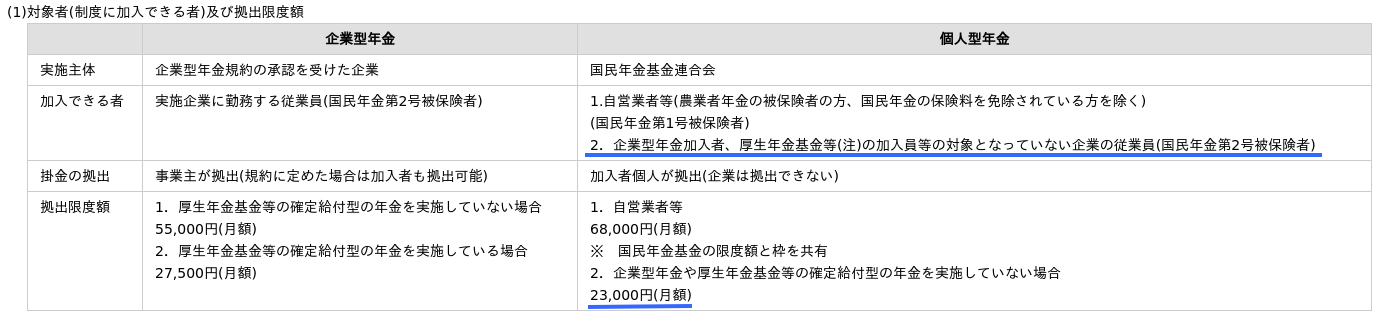 (1)対象者(制度に加入できる者)及び拠出限度額
企業型年金
個人型年金
実施主体
企業型年金規約の承認を受けた企業
国民年金基金連合会
加入できる者
実施企業に勤務する従業員(国民年金第2号被保険者)
1.自営業者等(農業者年金の被保険者の方、国民年金の保険料を免除されている方を除く)
(国民年金第1号被保険者)
2．企業型年金加入者、厚生年金基金等(注)の加入員等の対象となっていない企業の従業員(国民年金第2号被保険者)
掛金の拠出
事業主が拠出(規約に定めた場合は加入者も拠出可能)
加入者個人が拠出(企業は拠出できない)
拠出限度額
1．厚生年金基金等の確定給付型の年金を実施していない場合
55,000円(月額)
2．厚生年金基金等の確定給付型の年金を実施している場合
27,500円(月額)
1．自営業者等
68,000円(月額)
※　国民年金基金の限度額と枠を共有
2．企業型年金や厚生年金基金等の確定給付型の年金を実施していない場合
23,000円(月額)